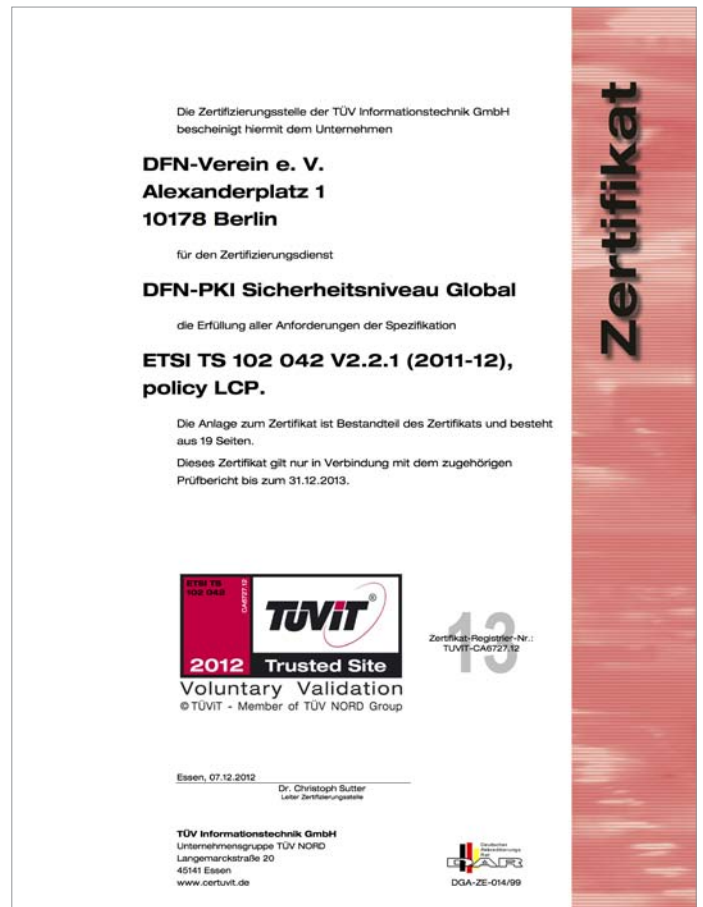 Zertifikat
Die Zertifizierungsstelle der TÜV Informationstechnik GmbH
bescheinigt hiermit dem Unternehmen
DFN-Verein e. V.
Alexanderplatz 1
10178 Berlin
für den Zertifizierungsdienst
DFN-PKI Sicherheitsniveau Global
die Erfüllung aller Anforderungen der Spezifikation
ETSI TS 102 042 V2.2.1 (2011-12),
policy LCP.
Die Anlage zum Zertifikat ist Bestandteil des Zertifikats und besteht
aus 19 Seiten.
Dieses Zertifikat gilt nur in Verbindung mit dem zugehörigen
Prüfbericht bis zum 31.12.2013.
ETSI TS
102 042
CA6727.12
TÜViT®
2012 Trusted Site
Voluntary Validation
© TÜViT - Member of TÜV NORD Group
13
Zertifikat-Registrier-Nr.:
TUVIT-CA6727.12
Essen, 07.12.2012
Dr. Christoph Sutter
Leiter Zertifizierungsstelle
TÜV Informationstechnik GmbH
Unternehmensgruppe TÜV NORD
Langemarckstraße 20
45141 Essen
www.certuvit.de
Deutscher
Akkreditierungs
Rat
DAR
DGA-ZE-014/99